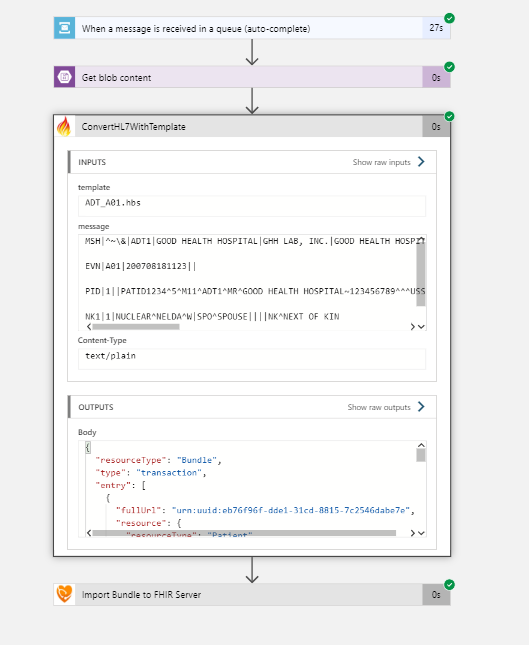 When a message is received in a queue (auto-complete)
27s
Get blob content
0s
ConvertHL7WithTemplate
0s
INPUTS
Show raw inputs
template
ADT_A01.hbs
message
MSH|^~\&|ADT1|GOOD HEALTH HOSPITAL|GHH LAB, INC.|GOOD HEALTH HOSPIT
EVN|A01|200708181123||
PID|1||PATID1234^5^M11^ADT1^MR^GOOD HEALTH HOSPITAL~123456789^^^USS
NK1|1|NUCLEAR^NELDA^W|SPO^SPOUSE||||NK^NEXT OF KIN
Content-Type
text/plain
OUTPUTS
Show raw outputs
Body
{
"resourceType": "Bundle",
"type": "transaction",
"entry": [
{
"fullUrl": "urn:uuid:eb76f96f-dde1-31cd-8815-7c2546dabe7e",
"resource": {
"resourceType": "Patient"
Import Bundle to FHIR Server
0s